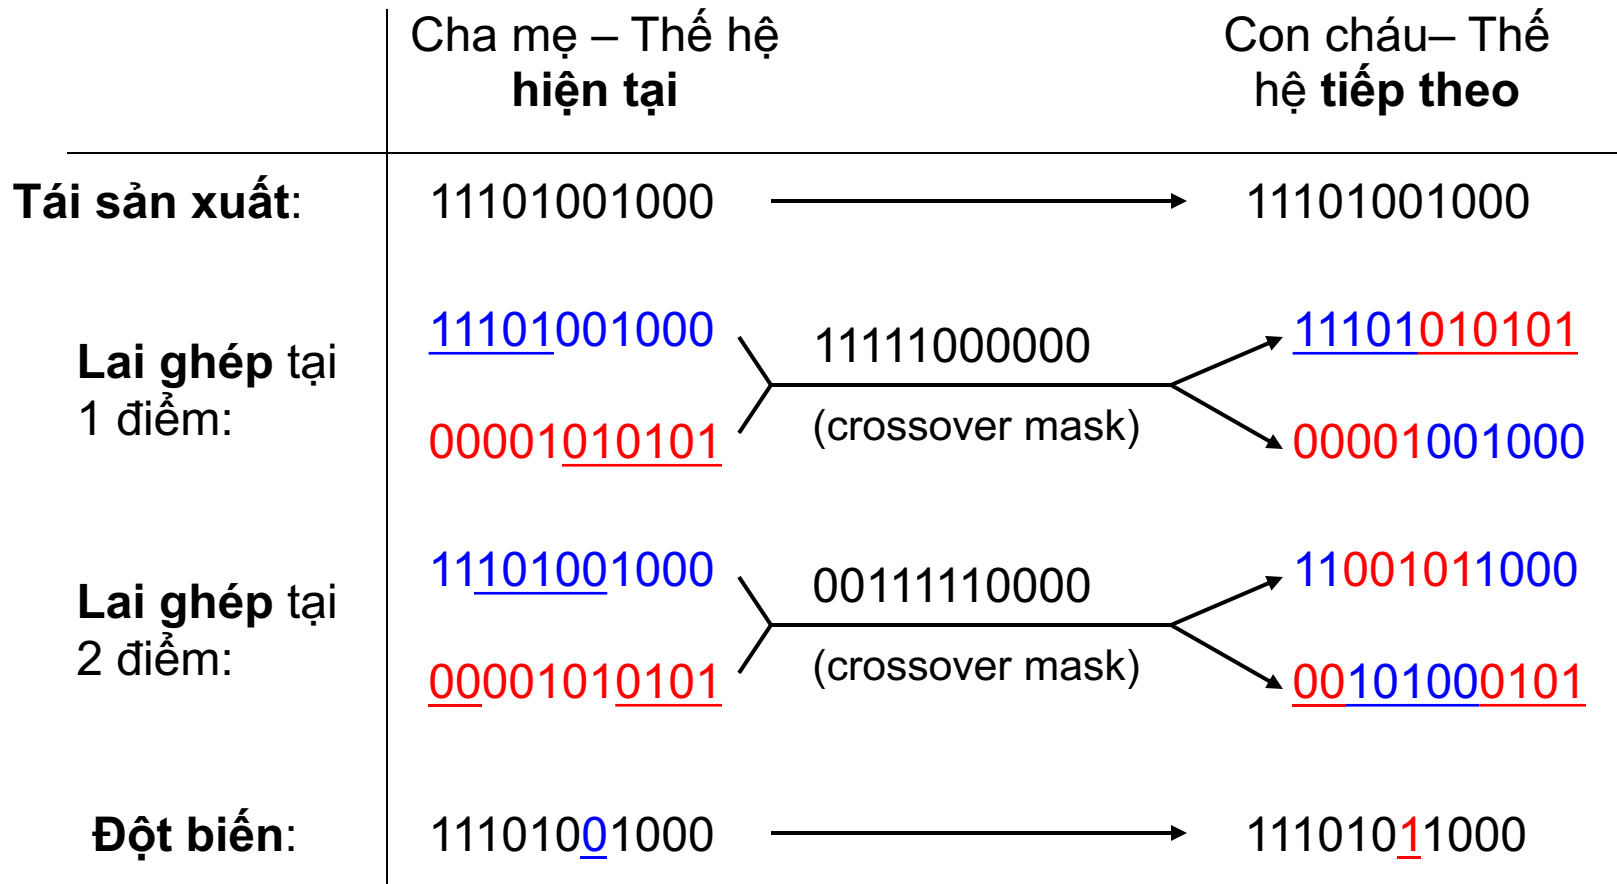 Cha mẹ – Thế hệ
hiện tại
Con cháu– Thế
hệ tiếp theo
Tái sản xuất:
11101001000
11101001000
Lai ghép tại
1 điểm:
11101001000
00001010101
11111000000
(crossover mask)
11101010101
00001001000
Lai ghép tại
2 điểm:
11101001000
00001010101
00111110000
(crossover mask)
11001011000
00101000101
Đột biến:
11101001000
11101011000